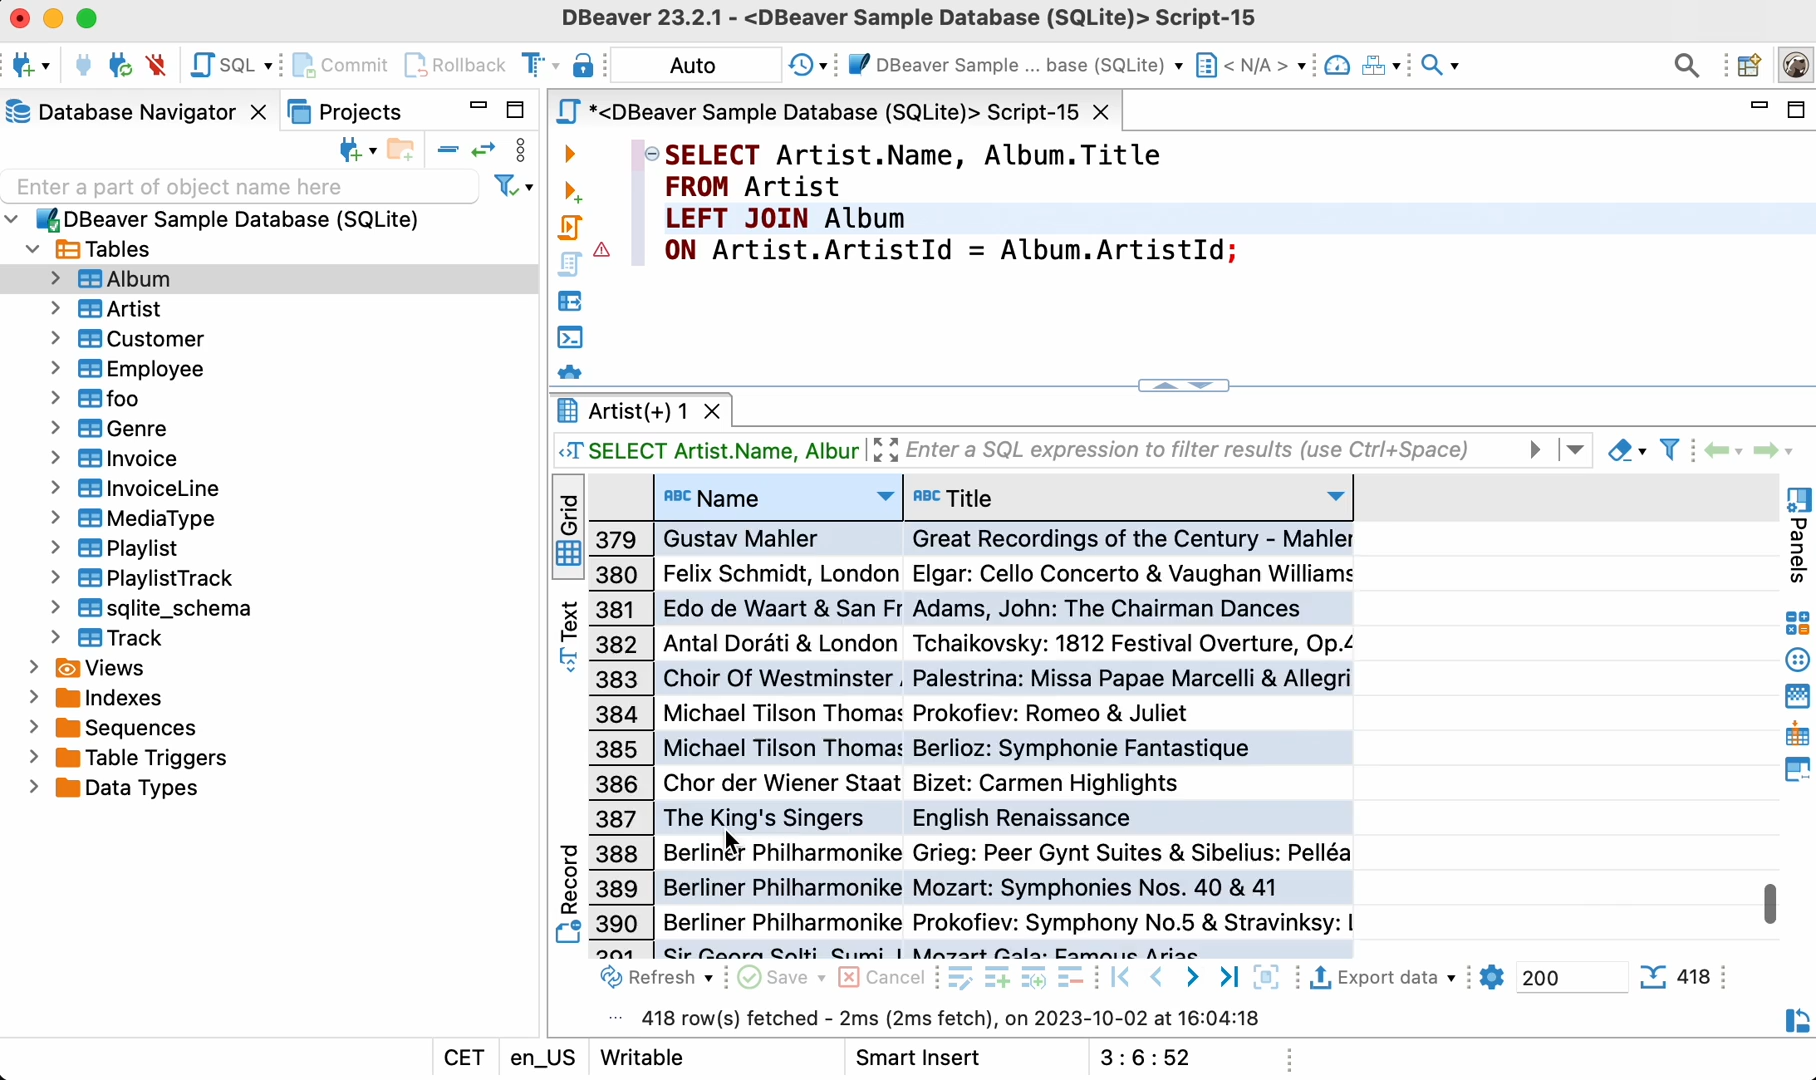 DBeaver 23.2.1 - <DBeaver Sample Database (SQLite)> Script-15
SQL Commit Rollback Auto DBeaver Sample ... base (SQLite) < N/A >
Database Navigator Projects
Enter a part of object name here
DBeaver Sample Database (SQLite)
Tables
Album
Artist
Customer
Employee
foo
Genre
Invoice
InvoiceLine
MediaType
Playlist
PlaylistTrack
sqlite_schema
Track
Views
Indexes
Sequences
Table Triggers
Data Types
*<DBeaver Sample Database (SQLite)> Script-15
SELECT Artist.Name, Album.Title
FROM Artist
LEFT JOIN Album
ON Artist.ArtistId = Album.ArtistId;
Artist(+) 1
SELECT Artist.Name, Albur Enter a SQL expression to filter results (use Ctrl+Space)
Grid
Text
Record
Panels
ABC Name ABC Title
379 Gustav Mahler Great Recordings of the Century - Mahler
380 Felix Schmidt, London Elgar: Cello Concerto & Vaughan Williams
381 Edo de Waart & San Fr Adams, John: The Chairman Dances
382 Antal Doráti & London Tchaikovsky: 1812 Festival Overture, Op.4
383 Choir Of Westminster Palestrina: Missa Papae Marcelli & Allegri
384 Michael Tilson Thomas Prokofiev: Romeo & Juliet
385 Michael Tilson Thomas Berlioz: Symphonie Fantastique
386 Chor der Wiener Staat Bizet: Carmen Highlights
387 The King's Singers English Renaissance
388 Berliner Philharmonike Grieg: Peer Gynt Suites & Sibelius: Pelléa
389 Berliner Philharmonike Mozart: Symphonies Nos. 40 & 41
390 Berliner Philharmonike Prokofiev: Symphony No.5 & Stravinksy: L
391 Sir Georg Solti, Sumi J Mozart Gala: Famous Arias
Refresh Save Cancel Export data 200 418
... 418 row(s) fetched - 2ms (2ms fetch), on 2023-10-02 at 16:04:18
CET en_US Writable Smart Insert 3 : 6 : 52